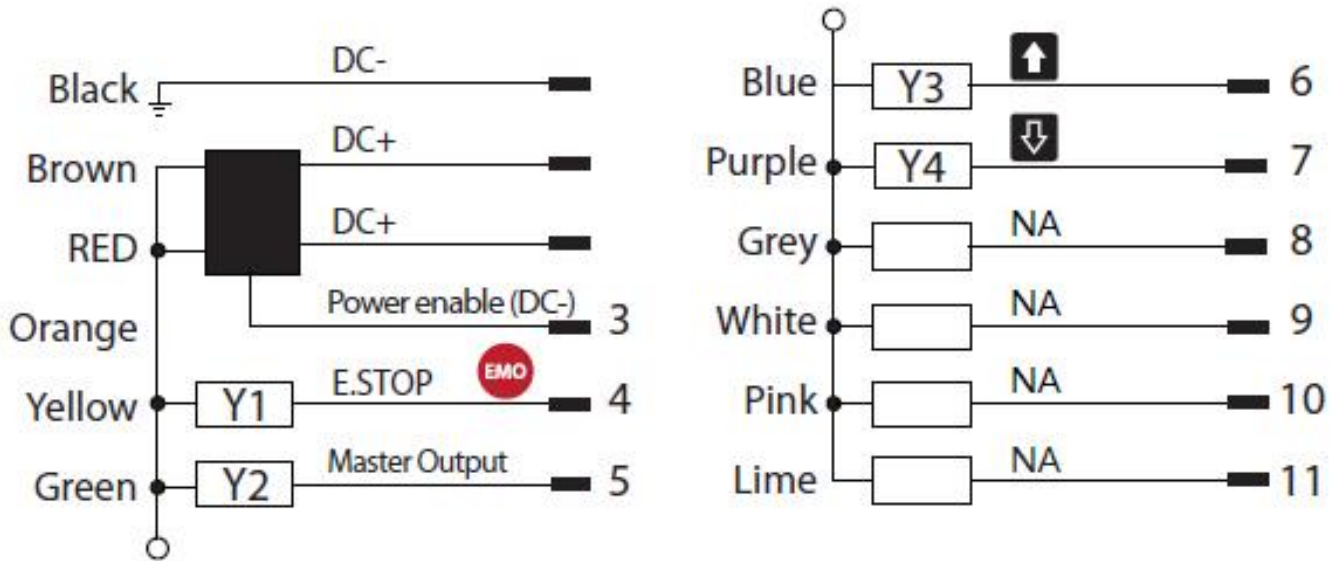 Black DC-
Brown DC+
RED DC+
Orange Power enable (DC-) 3
Yellow Y1 E.STOP EMO 4
Green Y2 Master Output 5
Blue Y3 6
Purple Y4 7
Grey NA 8
White NA 9
Pink NA 10
Lime NA 11